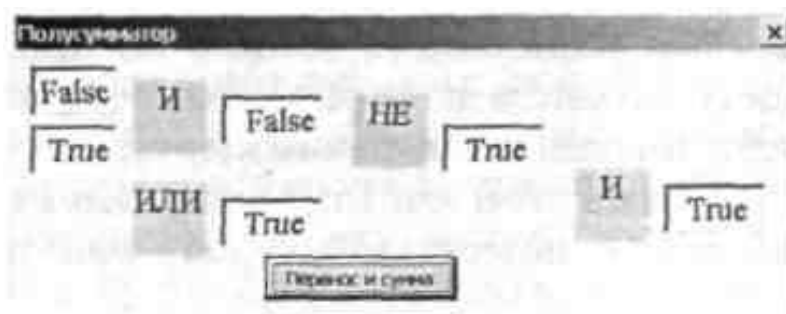 Полусумматор
False И
False НЕ
True True
ИЛИ True И True
Перенос и сумма